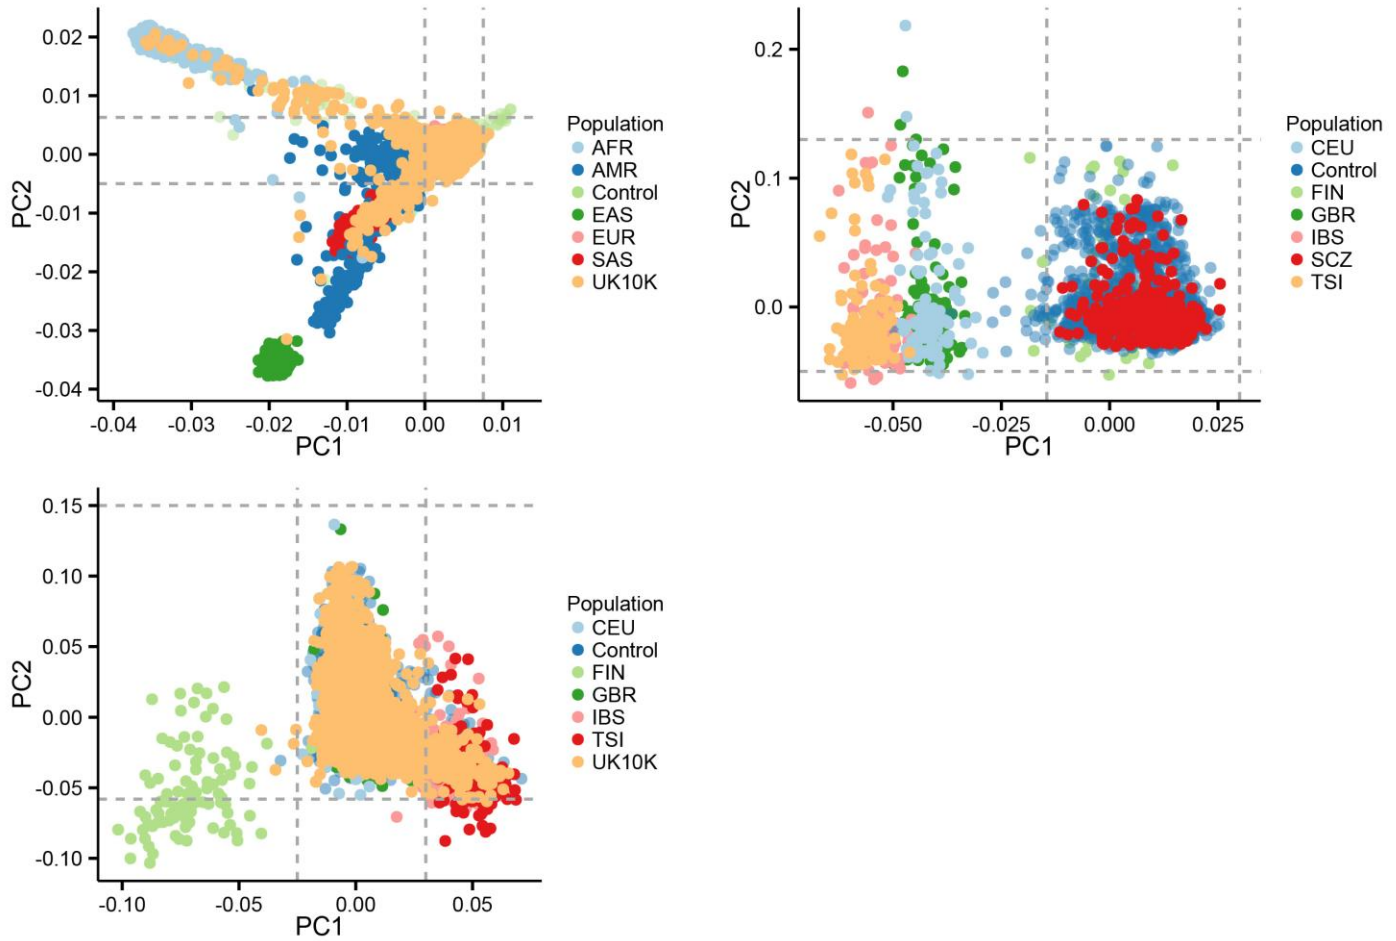 0.02
0.01
0.00
-0.01
-0.02
-0.03
-0.04
PC2
-0.04 -0.03 -0.02 -0.01 0.00 0.01
PC1
Population
AFR
AMR
Control
EAS
EUR
SAS
UK10K
0.2
0.1
0.0
PC2
-0.050 -0.025 0.000 0.025
PC1
Population
CEU
Control
FIN
GBR
IBS
SCZ
TSI
0.15
0.10
0.05
0.00
-0.05
-0.10
PC2
-0.10 -0.05 0.00 0.05
PC1
Population
CEU
Control
FIN
GBR
IBS
TSI
UK10K